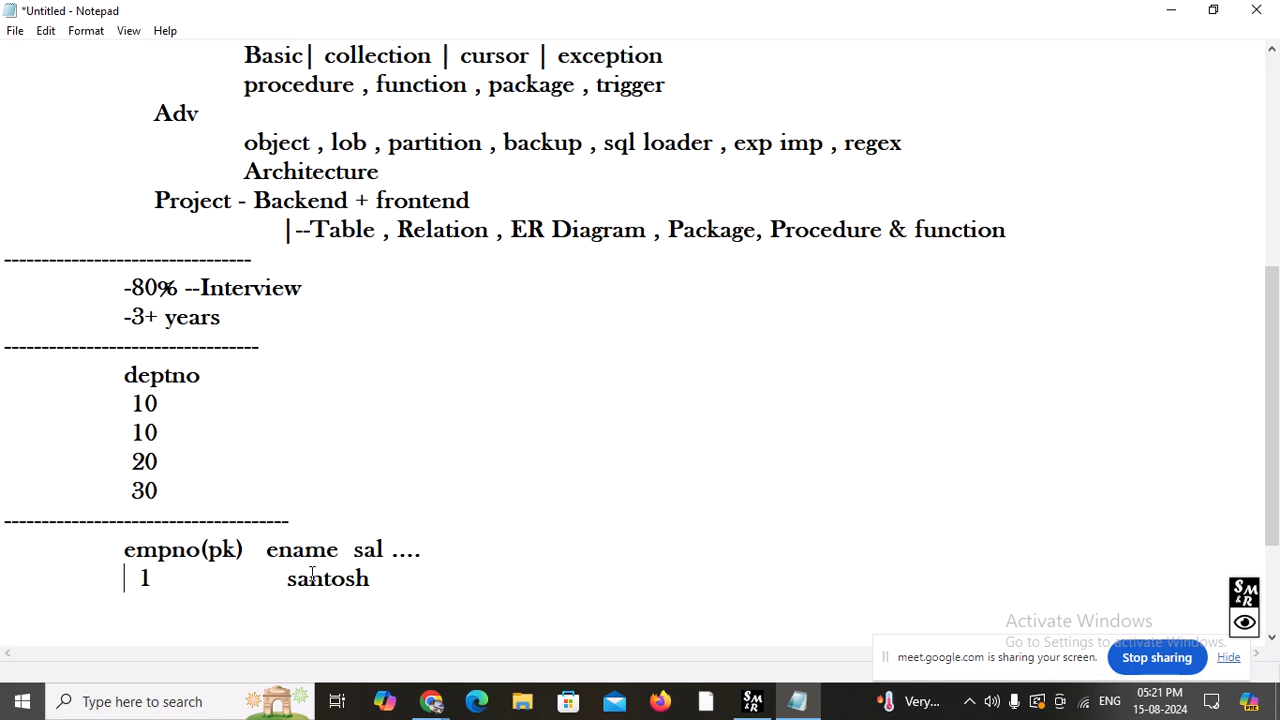 *Untitled - Notepad
File Edit Format View Help
Basic| collection | cursor | exception
procedure , function , package , trigger
Adv
object , lob , partition , backup , sql loader , exp imp , regex
Architecture
Project - Backend + frontend
|--Table , Relation , ER Diagram , Package, Procedure & function
---------------------------------
-80% --Interview
-3+ years
----------------------------------
deptno
10
10
20
30
--------------------------------------
empno(pk) ename sal ....
1 santosh
SM
&R
Activate Windows
Go to Settings to activate Windows.
meet.google.com is sharing your screen. Stop sharing Hide
Type here to search
SM
&R
Very... ENG 05:21 PM
15-08-2024
PRE